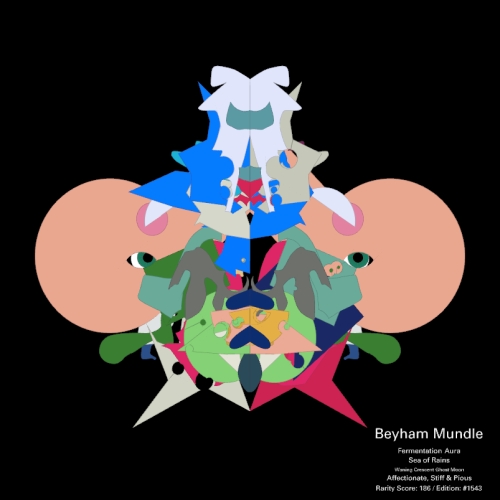 Beyham Mundle
Fermentation Aura
Sea of Rains
Waning Crescent Ghost Moon
Affectionate, Stiff & Pious
Rarity Score: 186 / Edition: #1543